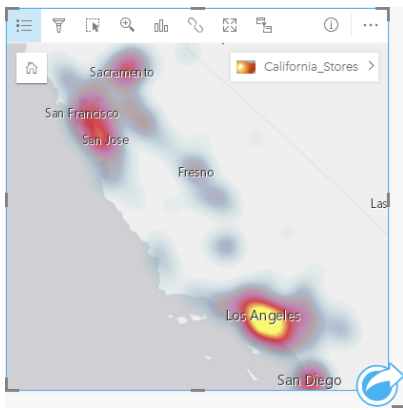 California_Stores
Sacramento
San Francisco
San Jose
Fresno
Las
Los Angeles
San Diego